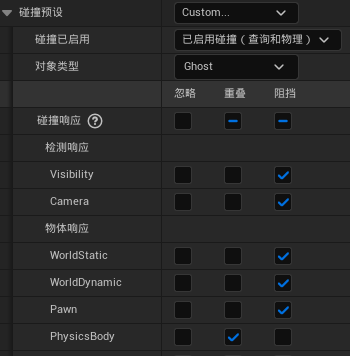 碰撞预设 Custom...
碰撞已启用 已启用碰撞（查询和物理）
对象类型 Ghost
忽略 重叠 阻挡
碰撞响应 ?
检测响应
Visibility
Camera
物体响应
WorldStatic
WorldDynamic
Pawn
PhysicsBody